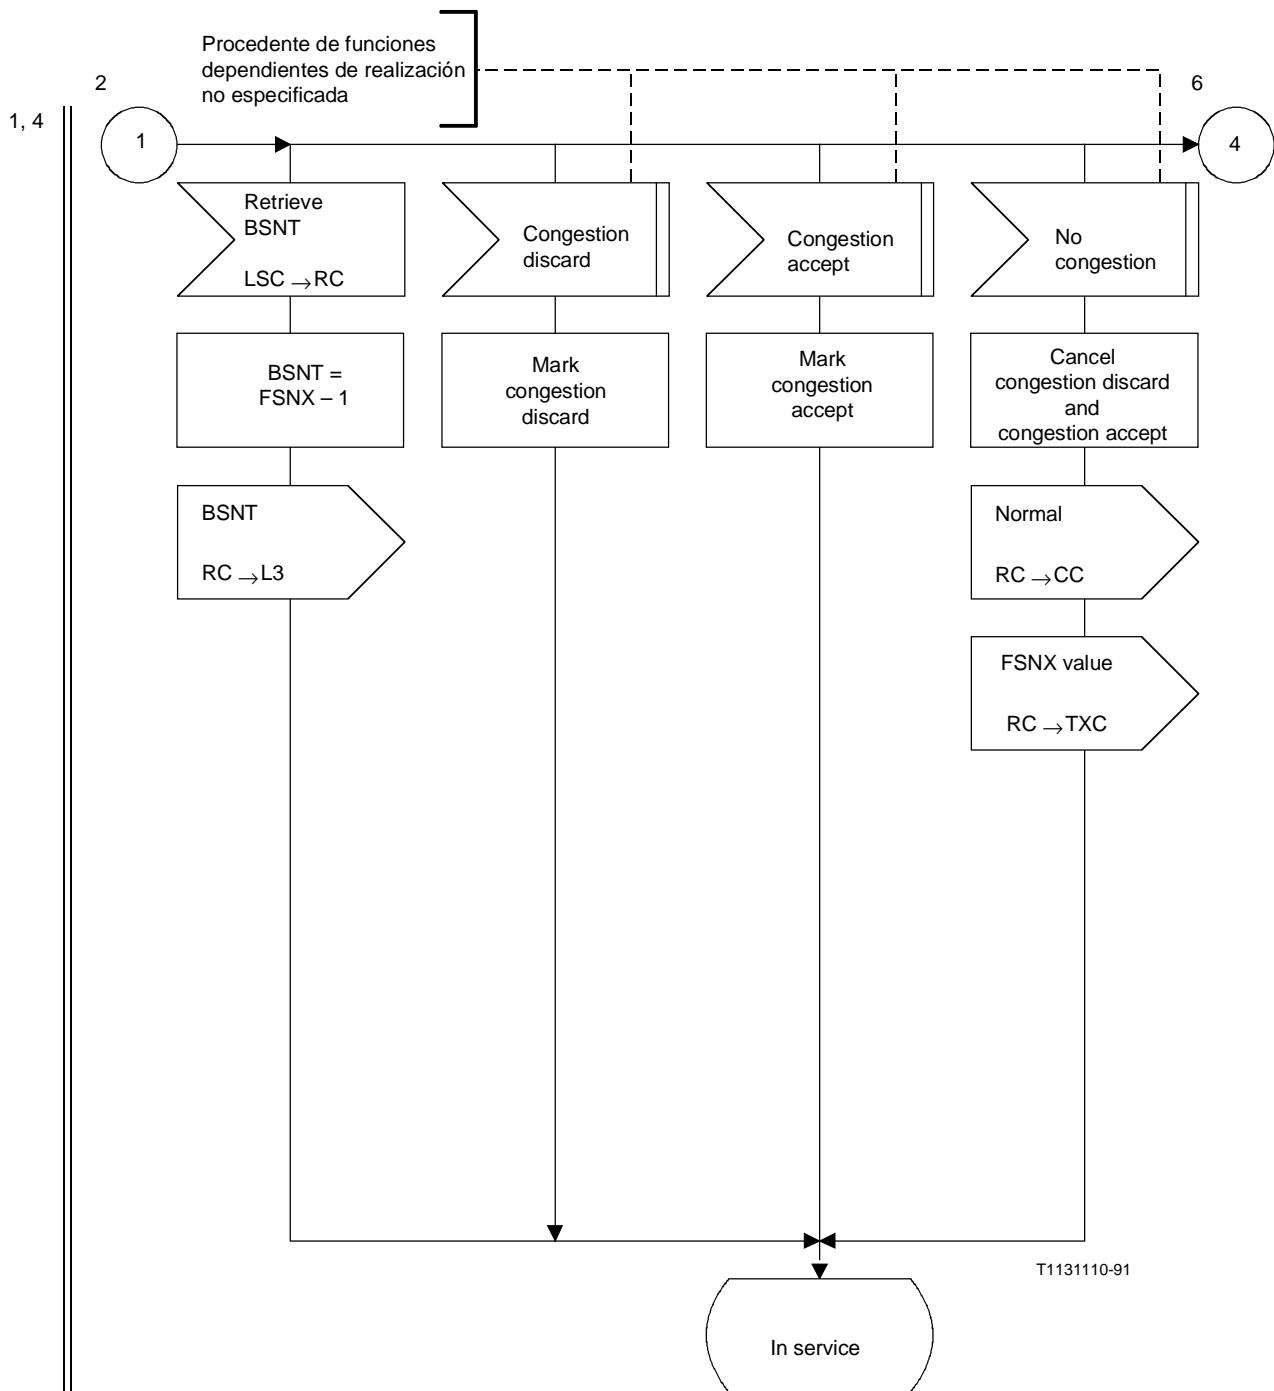 Procedente de funciones
dependientes de realización
no especificada
2
6
1, 4
1
4
Retrieve
BSNT
LSC → RC
Congestion
discard
Congestion
accept
No
congestion
BSNT =
FSNX – 1
Mark
congestion
discard
Mark
congestion
accept
Cancel
congestion discard
and
congestion accept
BSNT
RC → L3
Normal
RC → CC
FSNX value
RC → TXC
T1131110-91
In service